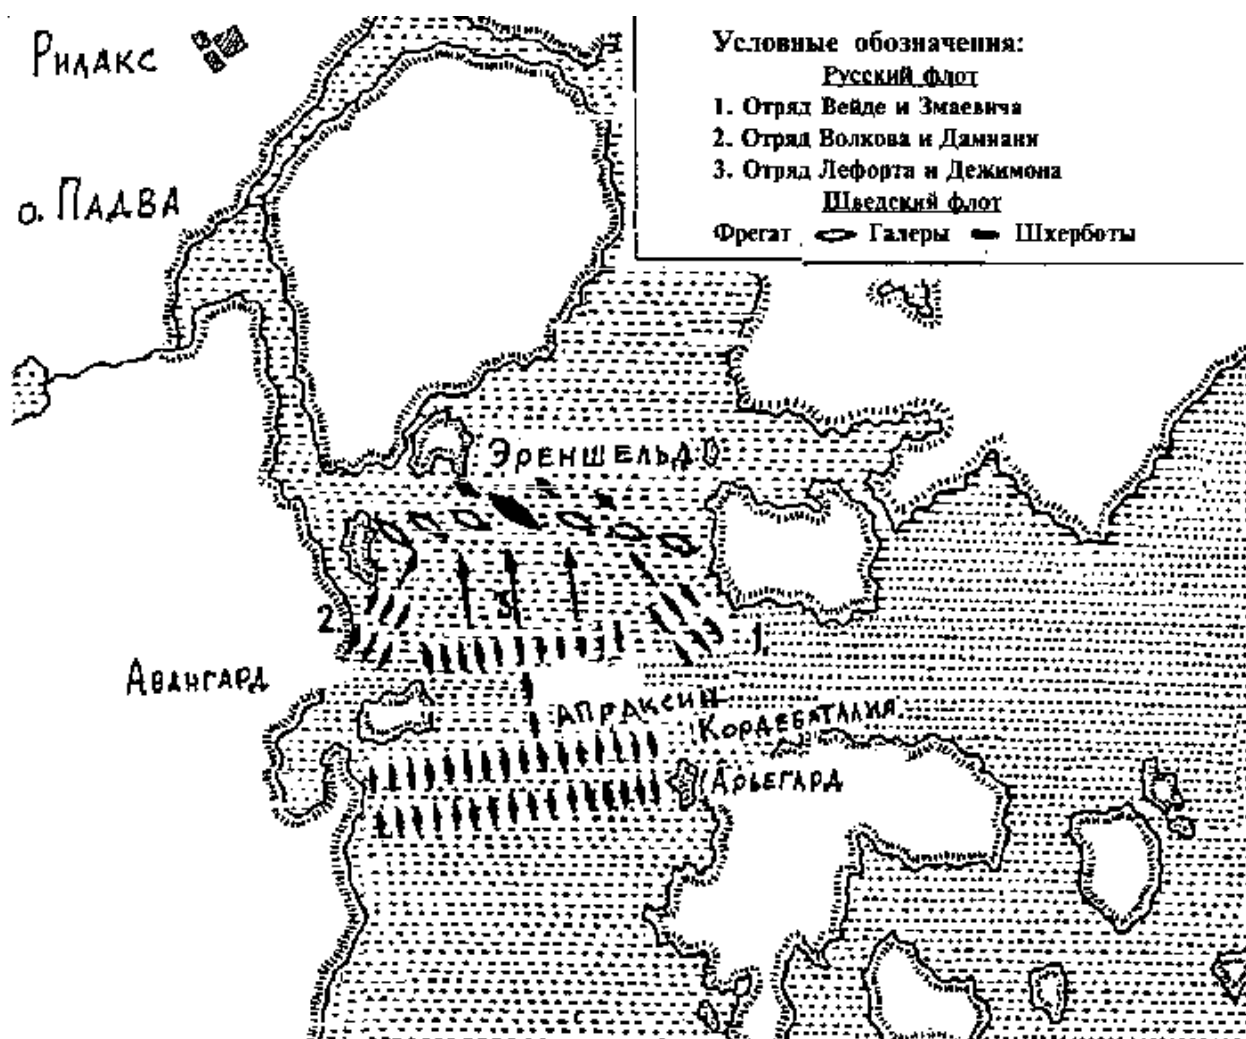 Условные обозначения:
Русский флот
1. Отряд Вейде и Змаевича
2. Отряд Волкова и Дамиани
3. Отряд Лефорта и Дежимона
Шведский флот
Фрегат Галеры Шхерботы
Рилакс
о. Падва
Эреншельд
2.
3
1.
Авангард
Апраксин
Кордебаталия
Арьегард